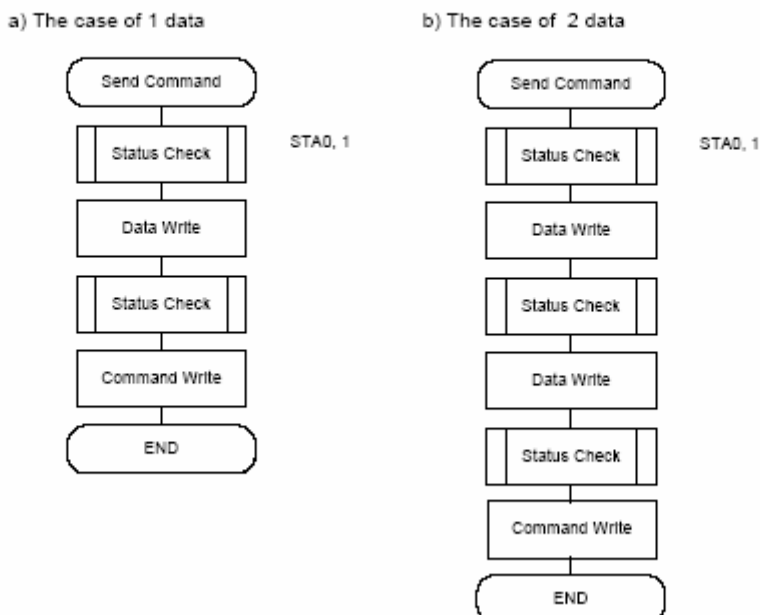 a) The case of 1 data
Send Command
Status Check
STA0, 1
Data Write
Status Check
Command Write
END
b) The case of 2 data
Send Command
Status Check
STA0, 1
Data Write
Status Check
Data Write
Status Check
Command Write
END